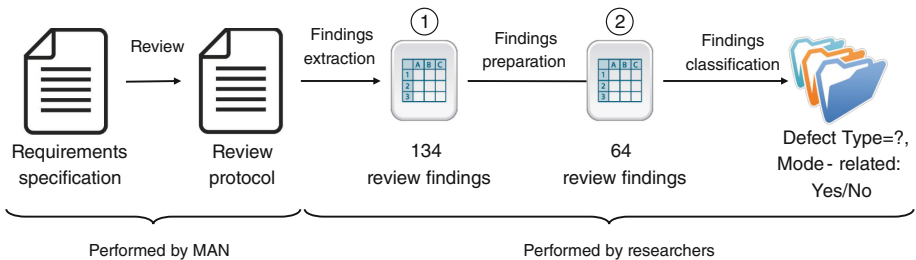 Review
Findings
extraction
1
Findings
preparation
2
Findings
classification
A B C
1
2
3
A B C
1
2
3
Requirements
specification
Review
protocol
134
review findings
64
review findings
Defect Type=?,
Mode - related:
Yes/No
Performed by MAN
Performed by researchers